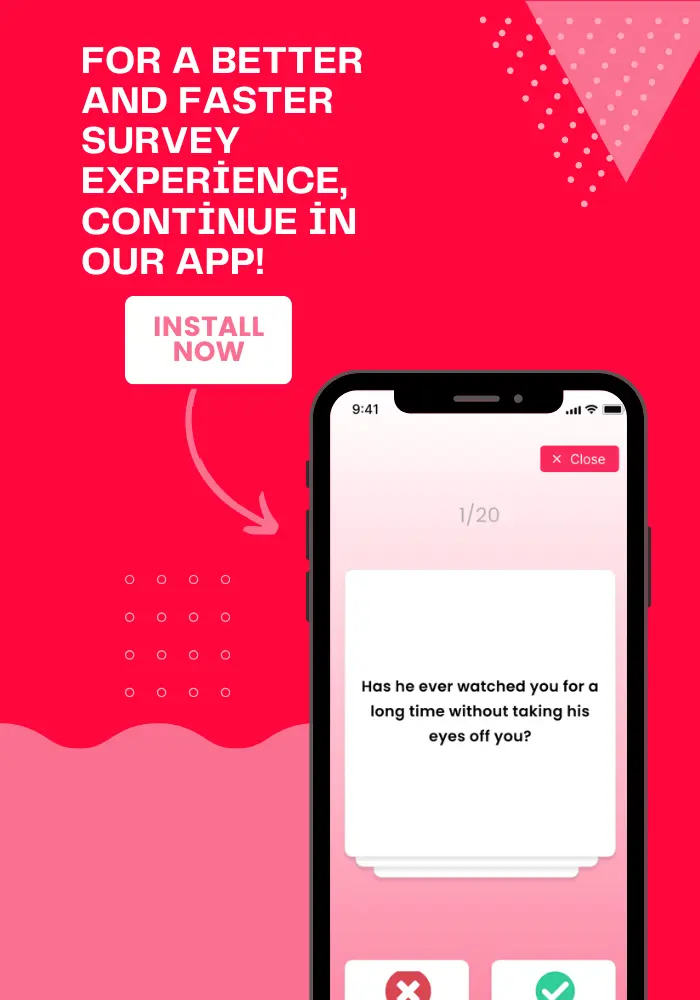 FOR A BETTER
AND FASTER
SURVEY
EXPERİENCE,
CONTİNUE İN
OUR APP!
INSTALL
NOW
9:41
× Close
1/20
Has he ever watched you for a
long time without taking his
eyes off you?